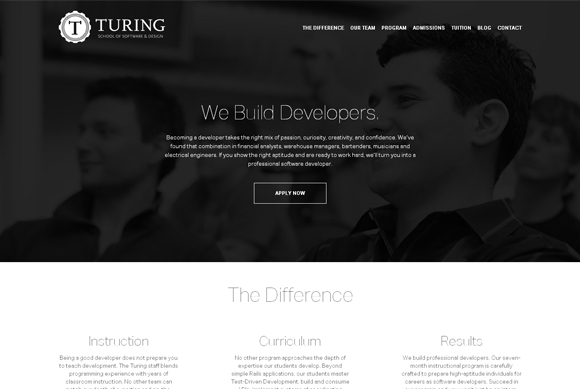 TURING
SCHOOL OF SOFTWARE & DESIGN
T
THE DIFFERENCE OUR TEAM PROGRAM ADMISSIONS TUITION BLOG CONTACT
We Build Developers.
Becoming a developer takes the right mix of passion, curiosity, creativity, and confidence. We've
found that combination in financial analysts, warehouse managers, bartenders, musicians and
electrical engineers. If you show the right aptitude and are ready to work hard, we'll turn you into a
professional software developer.
APPLY NOW
The Difference
Instruction
Being a good developer does not prepare you
to teach development. The Turing staff blends
programming experience with years of
classroom instruction. No other team can
Curriculum
No other program approaches the depth of
expertise our students develop. Beyond
simple Rails applications, our students master
Test-Driven Development, build and consume
Results
We build professional developers. Our seven-
month instructional program is carefully
crafted to prepare high-aptitude individuals for
careers as software developers. Succeed in